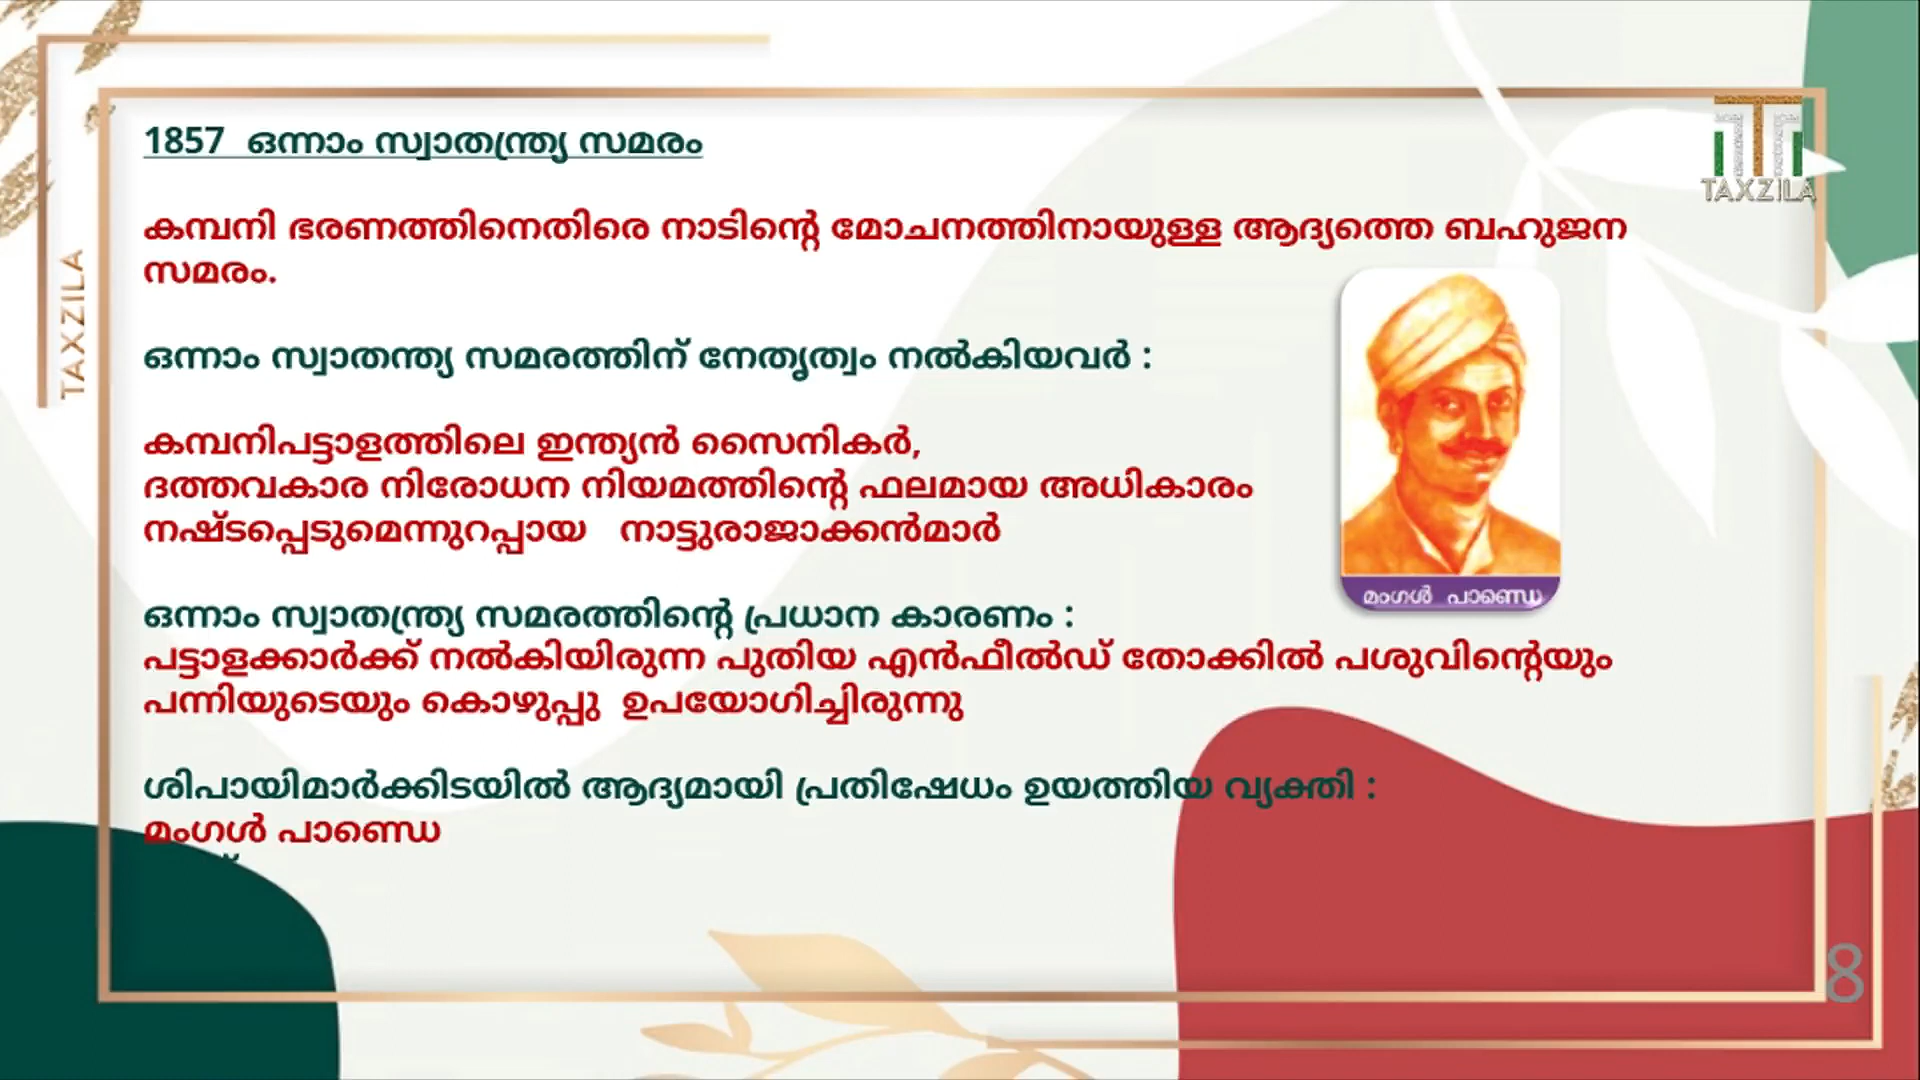 TAXZILA
TAXZILA
1857 ഒന്നാം സ്വാതന്ത്ര്യ സമരം
കമ്പനി ഭരണത്തിനെതിരെ നാടിന്റെ മോചനത്തിനായുള്ള ആദ്യത്തെ ബഹുജന
സമരം.
ഒന്നാം സ്വാതന്ത്യ സമരത്തിന് നേതൃത്വം നൽകിയവർ :
കമ്പനിപട്ടാളത്തിലെ ഇന്ത്യൻ സൈനികർ,
ദത്തവകാര നിരോധന നിയമത്തിന്റെ ഫലമായ അധികാരം
നഷ്ടപ്പെടുമെന്നുറപ്പായ നാട്ടുരാജാക്കൻമാർ
മംഗൾ പാണ്ഡെ
ഒന്നാം സ്വാതന്ത്ര്യ സമരത്തിന്റെ പ്രധാന കാരണം :
പട്ടാളക്കാർക്ക് നൽകിയിരുന്ന പുതിയ എൻഫീൽഡ് തോക്കിൽ പശുവിന്റെയും
പന്നിയുടെയും കൊഴുപ്പു ഉപയോഗിച്ചിരുന്നു
ശിപായിമാർക്കിടയിൽ ആദ്യമായി പ്രതിഷേധം ഉയത്തിയ വ്യക്തി :
മംഗൾ പാണ്ഡെ
8